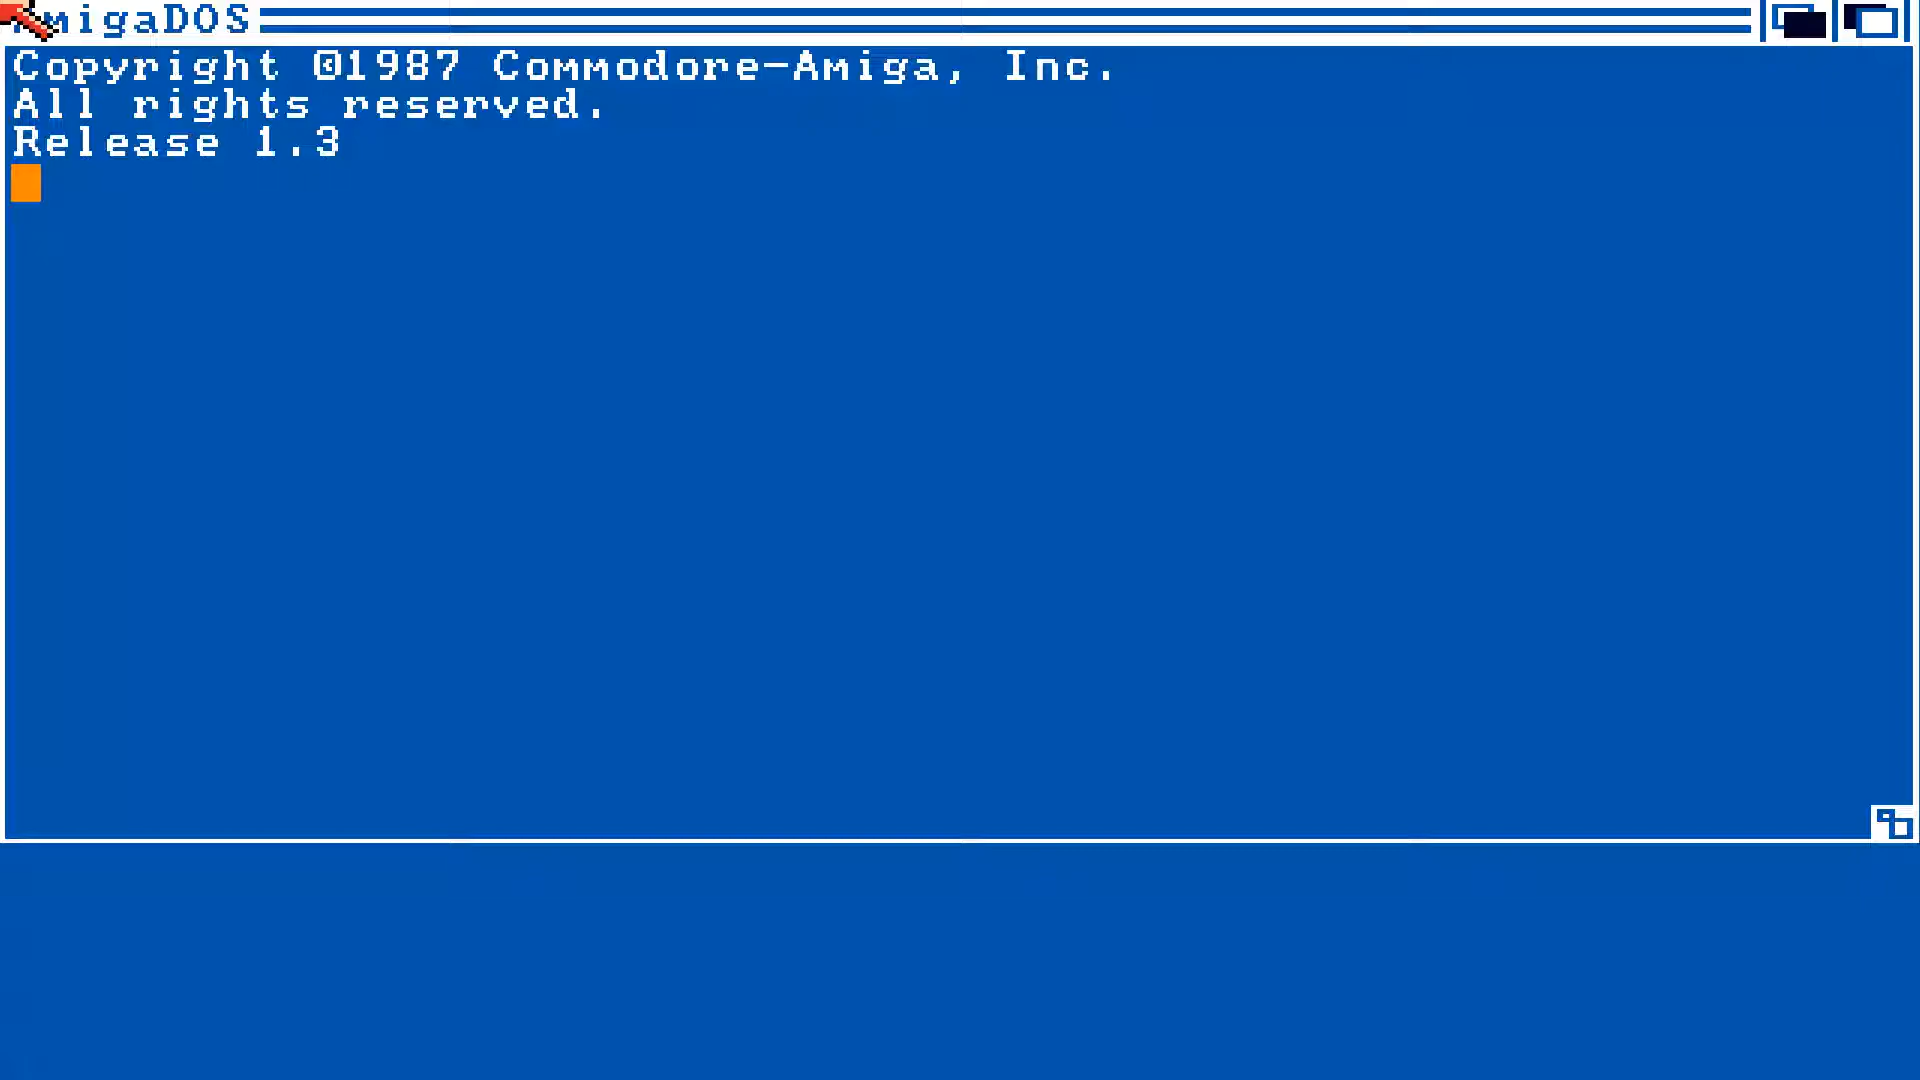 AmigaDOS
Copyright ©1987 Commodore-Amiga, Inc.
All rights reserved.
Release 1.3